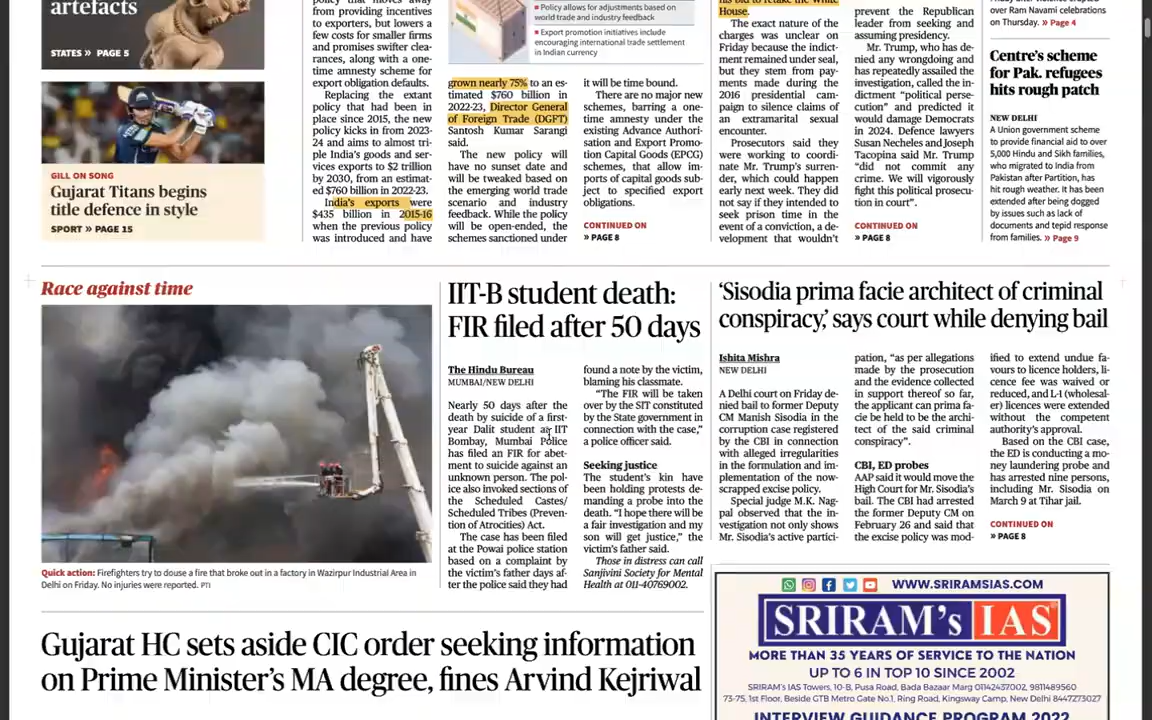 artefacts
STATES » PAGE 5
GILL ON SONG
Gujarat Titans begins
title defence in style
SPORT » PAGE 15
policy that moves away
from providing incentives
to exporters, but lowers a
few costs for smaller firms
and promises swifter clea-
rances, along with a one-
time amnesty scheme for
export obligation defaults.
Replacing the extant
policy that had been in
place since 2015, the new
policy kicks in from 2023-
24 and aims to almost tri-
ple India's goods and ser-
vices exports to $2 trillion
by 2030, from an estimat-
ed $760 billion in 2022-23.
India's exports were
$435 billion in 2015-16
when the previous policy
was introduced and have
Policy allows for adjustments based on
world trade and industry feedback
Export promotion initiatives include
encouraging international trade settlement
in Indian currency
grown nearly 75% to an es-
timated $760 billion in
2022-23, Director General
of Foreign Trade (DGFT)
Santosh Kumar Sarangi
said.
The new policy will
have no sunset date and
will be tweaked based on
the emerging world trade
scenario and industry
feedback. While the policy
will be open-ended, the
schemes sanctioned under
it will be time bound.
There are no major new
schemes, barring a one-
time amnesty under the
existing Advance Authori-
sation and Export Promo-
tion Capital Goods (EPCG)
schemes, that allow im-
ports of capital goods sub-
ject to specified export
obligations.
CONTINUED ON
» PAGE 8
his bid to retake the White
House.
The exact nature of the
charges was unclear on
Friday because the indict-
ment remained under seal,
but they stem from pay-
ments made during the
2016 presidential cam-
paign to silence claims of
an extramarital sexual
encounter.
Prosecutors said they
were working to coordi-
nate Mr. Trump's surren-
der, which could happen
early next week. They did
not say if they intended to
seek prison time in the
event of a conviction, a de-
velopment that wouldn't
prevent the Republican
leader from seeking and
assuming presidency.
Mr. Trump, who has de-
nied any wrongdoing and
has repeatedly assailed the
investigation, called the in-
dictment "political perse-
cution" and predicted it
would damage Democrats
in 2024. Defence lawyers
Susan Necheles and Joseph
Tacopina said Mr. Trump
"did not commit any
crime. We will vigorously
fight this political prosecu-
tion in court".
CONTINUED ON
» PAGE 8
over Ram Navami celebrations
on Thursday. » Page 4
Centre's scheme
for Pak. refugees
hits rough patch
NEW DELHI
A Union government scheme
to provide financial aid to over
5,000 Hindu and Sikh families,
who migrated to India from
Pakistan after Partition, has
hit rough weather. It has been
extended after being dogged
by issues such as lack of
documents and tepid response
from families. » Page 9
Race against time
Quick action: Firefighters try to douse a fire that broke out in a factory in Wazirpur Industrial Area in
Delhi on Friday. No injuries were reported. PTI
IIT-B student death:
FIR filed after 50 days
The Hindu Bureau
MUMBAI/NEW DELHI
Nearly 50 days after the
death by suicide of a first-
year Dalit student at IIT
Bombay, Mumbai Police
has filed an FIR for abet-
ment to suicide against an
unknown person. The pol-
ice also invoked sections of
the Scheduled Castes/
Scheduled Tribes (Preven-
tion of Atrocities) Act.
The case has been filed
at the Powai police station
based on a complaint by
the victim's father days af-
ter the police said they had
found a note by the victim,
blaming his classmate.
"The FIR will be taken
over by the SIT constituted
by the State government in
connection with the case,"
a police officer said.
Seeking justice
The student's kin have
been holding protests de-
manding a probe into the
death. "I hope there will be
a fair investigation and my
son will get justice," the
victim's father said.
Those in distress can call
Sanjivini Society for Mental
Health at 011-40769002.
'Sisodia prima facie architect of criminal
conspiracy,' says court while denying bail
Ishita Mishra
NEW DELHI
A Delhi court on Friday de-
nied bail to former Deputy
CM Manish Sisodia in the
corruption case registered
by the CBI in connection
with alleged irregularities
in the formulation and im-
plementation of the now-
scrapped excise policy.
Special judge M.K. Nag-
pal observed that the in-
vestigation not only shows
Mr. Sisodia's active partici-
pation, "as per allegations
made by the prosecution
and the evidence collected
in support thereof so far,
the applicant can prima fa-
cie be held to be the archi-
tect of the said criminal
conspiracy".
CBI, ED probes
AAP said it would move the
High Court for Mr. Sisodia's
bail. The CBI had arrested
the former Deputy CM on
February 26 and said that
the excise policy was mod-
ified to extend undue fa-
vours to licence holders, li-
cence fee was waived or
reduced, and L-1 (wholesal-
er) licences were extended
without the competent
authority's approval.
Based on the CBI case,
the ED is conducting a mo-
ney laundering probe and
has arrested nine persons,
including Mr. Sisodia on
March 9 at Tihar jail.
CONTINUED ON
» PAGE 8
Gujarat HC sets aside CIC order seeking information
on Prime Minister's MA degree, fines Arvind Kejriwal
WWW.SRIRAMSIAS.COM
SRIRAM's IAS
MORE THAN 35 YEARS OF SERVICE TO THE NATION
UP TO 6 IN TOP 10 SINCE 2002
SRIRAM's IAS Towers, 10-B, Pusa Road, Bada Bazaar Marg 01142437002, 9811489560
73-75, 1st Floor, Beside GTB Metro Gate No.1, Ring Road, Kingsway Camp, New Delhi 8447273027
INTERVIEW GUIDANCE PROGRAM 2022